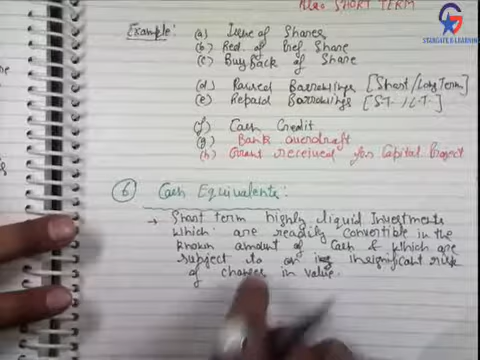 Also SHORT TERM
STARGATE E-LEARNING
Example: (a) Issue of Shares
(b) Red. of Pref Share
(c) Buy back of Share
(d) Raised Borrowings [Short/Long Term]
(e) Repaid Borrowings [S.T./L.T.]
(f) Cash Credit
(g) Bank overdraft
(h) Grant received for Capital Project
(6) Cash Equivalents:
→ Short term highly liquid Investments
which are readily convertible in the
known amount of Cash & which are
subject to an insignificant risk
of changes in value.